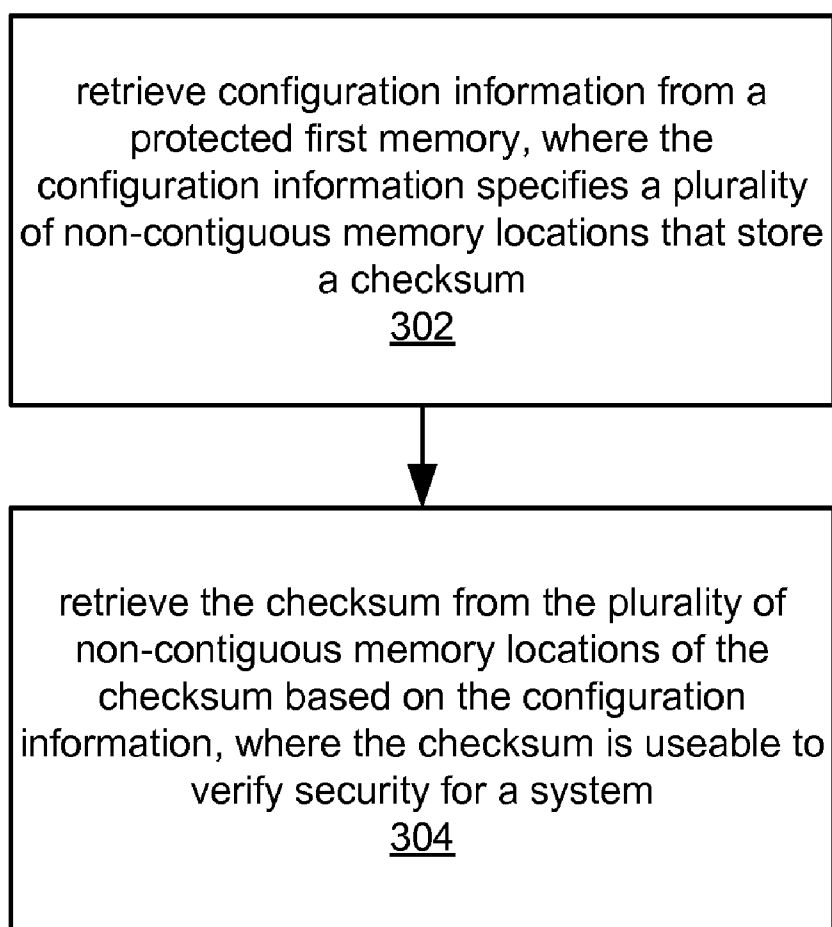 retrieve configuration information from a
protected first memory, where the
configuration information specifies a plurality
of non-contiguous memory locations that store
a checksum
302
retrieve the checksum from the plurality of
non-contiguous memory locations of the
checksum based on the configuration
information, where the checksum is useable to
verify security for a system
304